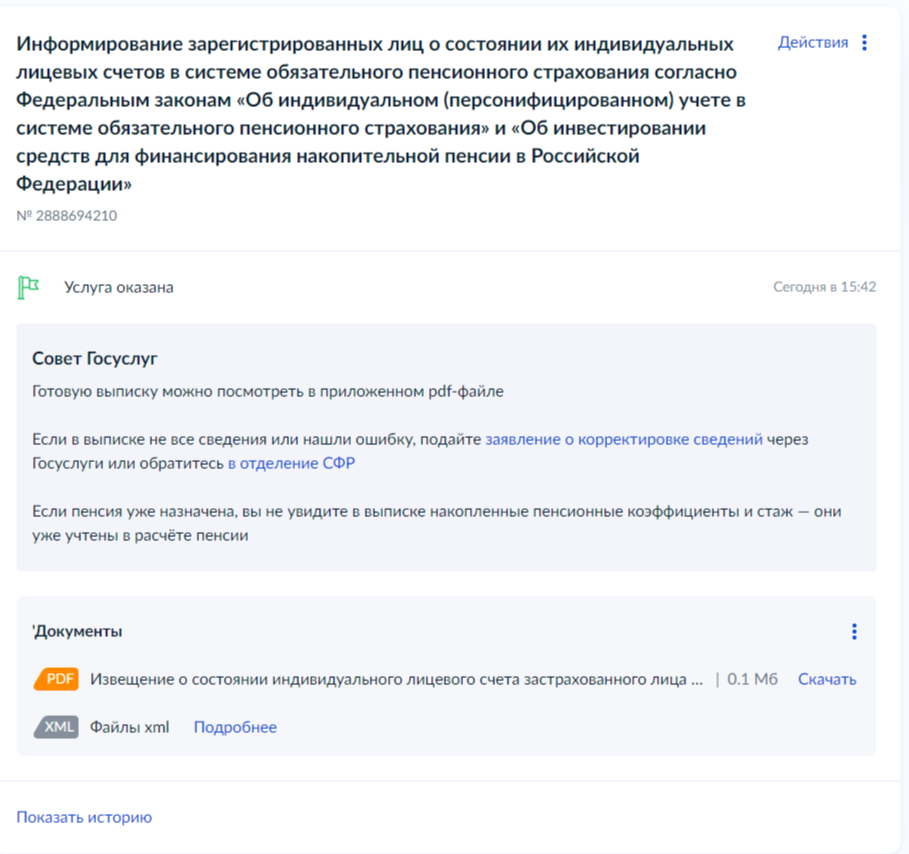 Информирование зарегистрированных лиц о состоянии их индивидуальных
лицевых счетов в системе обязательного пенсионного страхования согласно
Федеральным законам «Об индивидуальном (персонифицированном) учете в
системе обязательного пенсионного страхования» и «Об инвестировании
средств для финансирования накопительной пенсии в Российской
Федерации»
Действия
№ 2888694210
Услуга оказана
Сегодня в 15:42
Совет Госуслуг
Готовую выписку можно посмотреть в приложенном pdf-файле
Если в выписке не все сведения или нашли ошибку, подайте заявление о корректировке сведений через
Госуслуги или обратитесь в отделение СФР
Если пенсия уже назначена, вы не увидите в выписке накопленные пенсионные коэффициенты и стаж — они
уже учтены в расчёте пенсии
'Документы
PDF Извещение о состоянии индивидуального лицевого счета застрахованного лица ... | 0.1 Мб Скачать
XML Файлы xml Подробнее
Показать историю